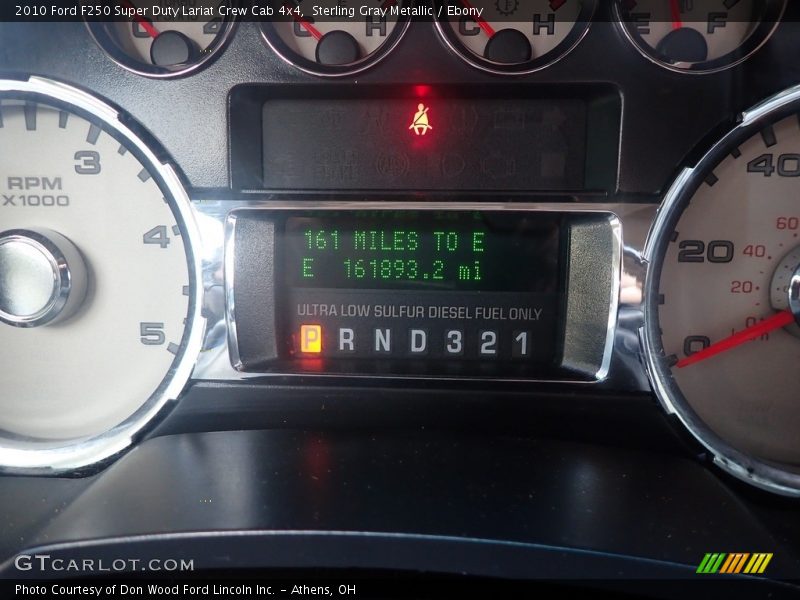 2010 Ford F250 Super Duty Lariat Crew Cab 4x4, Sterling Gray Metallic / Ebony
C H C H E F
3
RPM
X1000
4
5
161 MILES TO E
E 161893.2 mi
ULTRA LOW SULFUR DIESEL FUEL ONLY
P R N D 3 2 1
40
60
20 40
20
0 0
km/h
GTCARLOT.COM
Photo Courtesy of Don Wood Ford Lincoln Inc. - Athens, OH